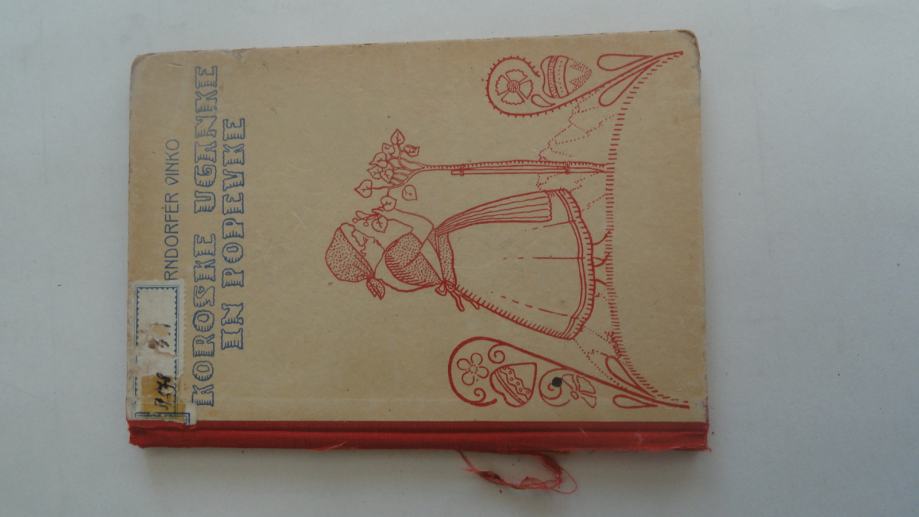 RNDORFER VINKO
KOROŠKE UGANKE
IN POPEVKE